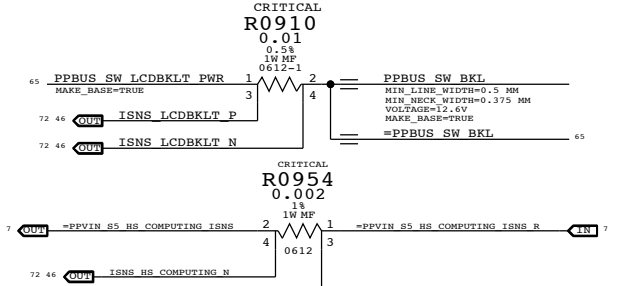 CRITICAL
R0910
0.01
0.5%
1W MF
0612-1
65 PPBUS_SW_LCDBKLT_PWR 1 2 PPBUS_SW_BKL
MAKE_BASE=TRUE 3 4 MIN_LINE_WIDTH=0.5 MM
MIN_NECK_WIDTH=0.375 MM
VOLTAGE=12.6V
MAKE_BASE=TRUE
72 46 OUT ISNS_LCDBKLT_P
=PPBUS_SW_BKL 65
72 46 OUT ISNS_LCDBKLT_N
CRITICAL
R0954
0.002
1%
1W MF
7 OUT =PPVIN_S5_HS_COMPUTING_ISNS 2 1 =PPVIN_S5_HS_COMPUTING_ISNS_R IN 7
4 3
0612
72 46 OUT ISNS_HS_COMPUTING_N